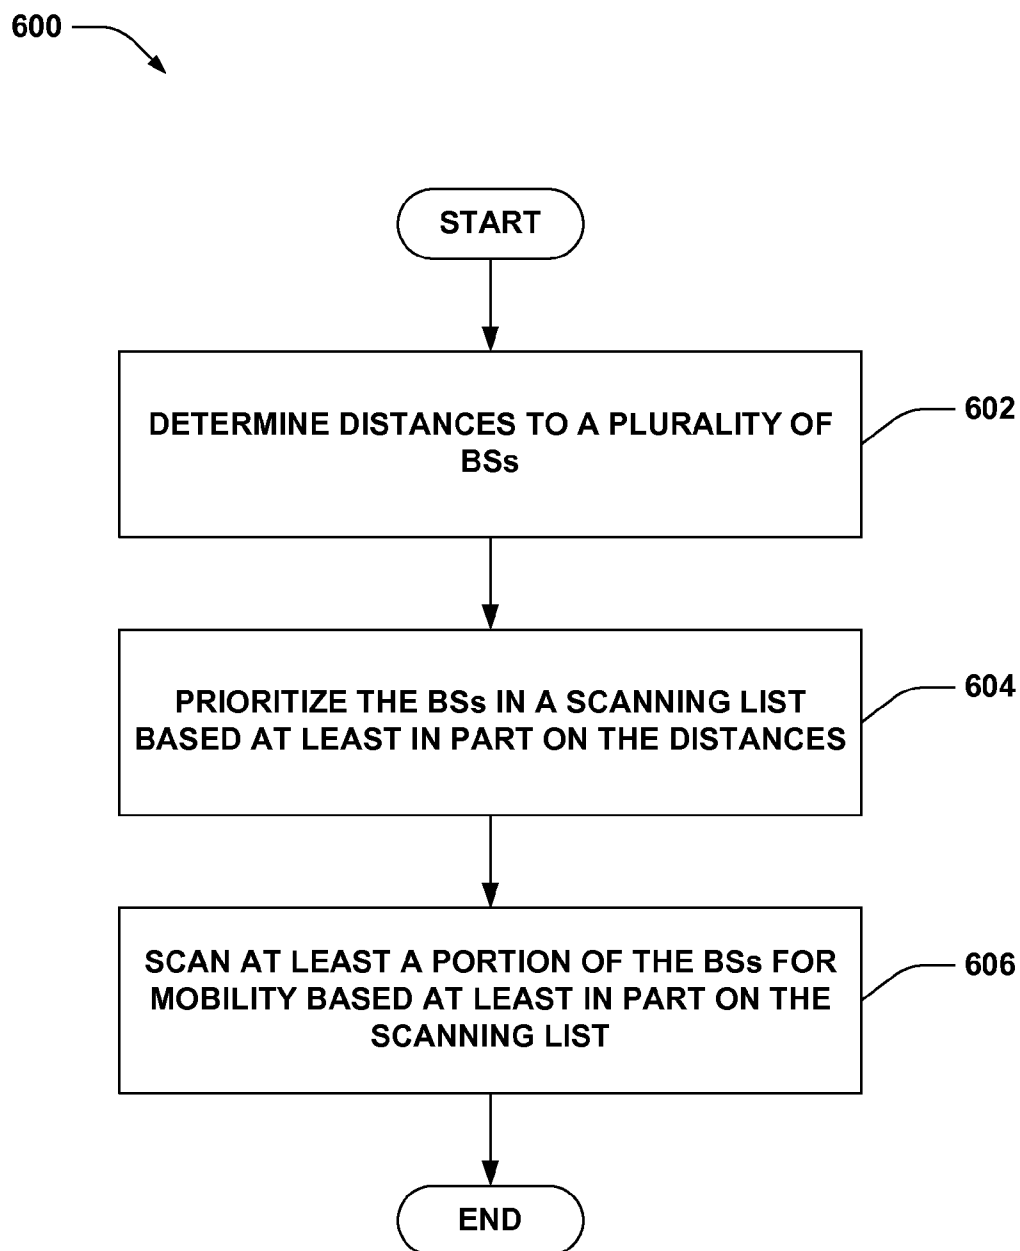 600
START
DETERMINE DISTANCES TO A PLURALITY OF
BSs
602
PRIORITIZE THE BSs IN A SCANNING LIST
BASED AT LEAST IN PART ON THE DISTANCES
604
SCAN AT LEAST A PORTION OF THE BSs FOR
MOBILITY BASED AT LEAST IN PART ON THE
SCANNING LIST
606
END